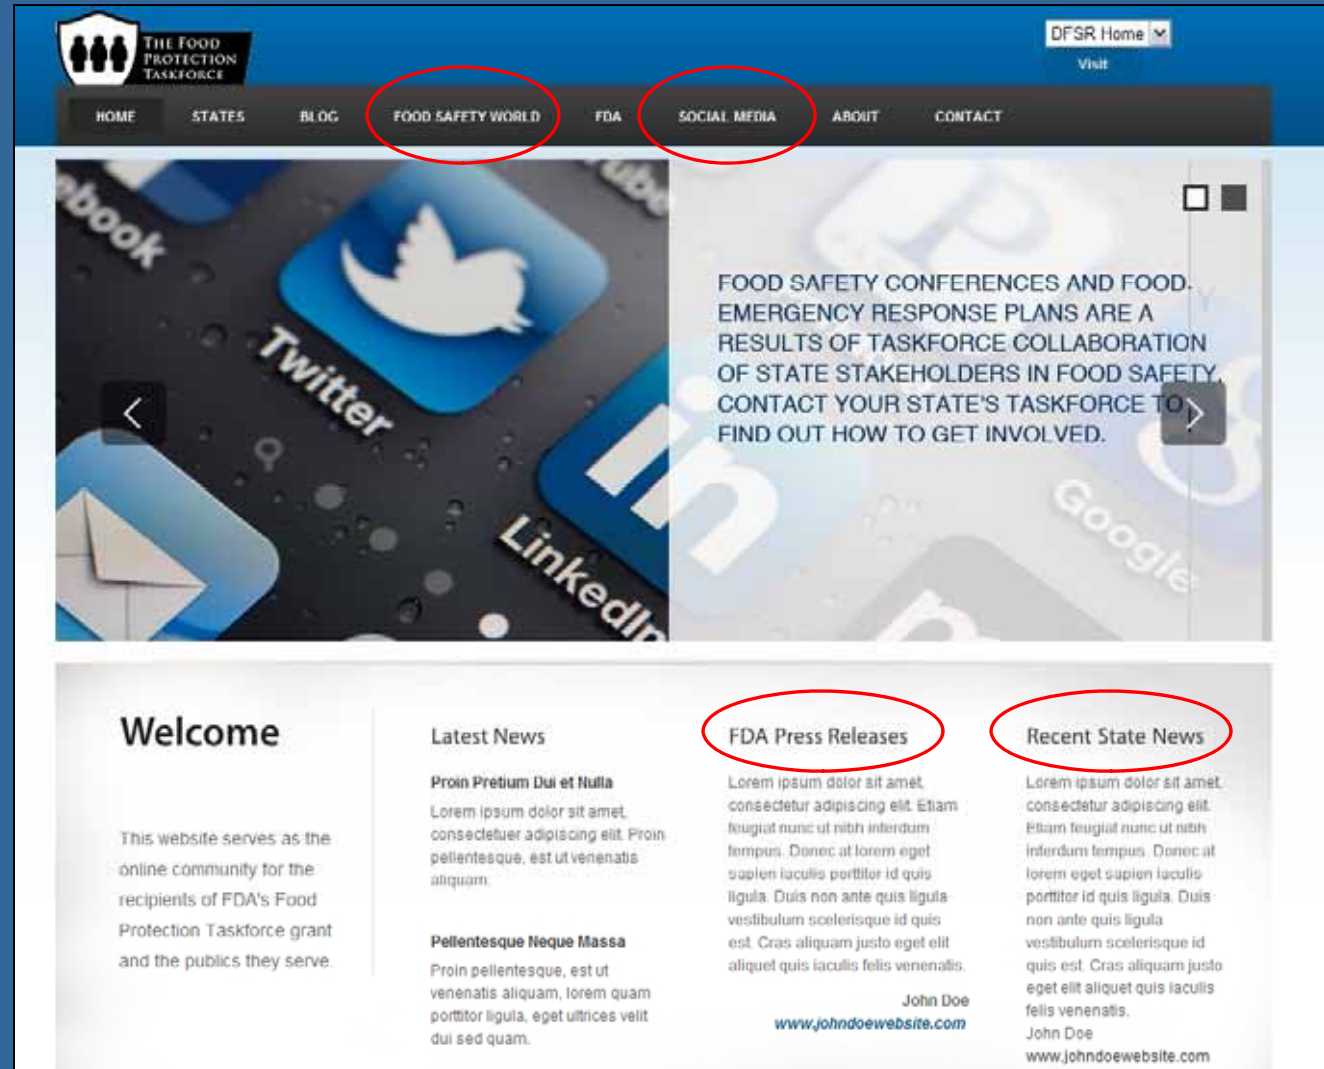 THE FOOD
PROTECTION
TASKFORCE
DFSR Home
Visit
HOME STATES BLOG FOOD SAFETY WORLD FDA SOCIAL MEDIA ABOUT CONTACT
ebook
Tube
Twitter
LinkedIn
Google
FOOD SAFETY CONFERENCES AND FOOD
EMERGENCY RESPONSE PLANS ARE A
RESULTS OF TASKFORCE COLLABORATION
OF STATE STAKEHOLDERS IN FOOD SAFETY,
CONTACT YOUR STATE'S TASKFORCE TO
FIND OUT HOW TO GET INVOLVED.
Welcome
This website serves as the
online community for the
recipients of FDA's Food
Protection Taskforce grant
and the publics they serve.
Latest News
Proin Pretium Dui et Nulla
Lorem ipsum dolor sit amet,
consectetuer adipiscing elit. Proin
pellentesque, est ut venenatis
aliquam.
Pellentesque Neque Massa
Proin pellentesque, est ut
venenatis aliquam, lorem quam
porttitor ligula, eget ultrices velit
dui sed quam.
FDA Press Releases
Lorem ipsum dolor sit amet,
consectetur adipiscing elit. Etiam
feugiat nunc ut nibh interdum
tempus. Donec at lorem eget
sapien iaculis porttitor id quis
ligula. Duis non ante quis ligula
vestibulum scelerisque id quis
est. Cras aliquam justo eget elit
aliquet quis iaculis felis venenatis.
John Doe
www.johndoewebsite.com
Recent State News
Lorem ipsum dolor sit amet,
consectetur adipiscing elit.
Etiam feugiat nunc ut nibh
interdum tempus. Donec at
lorem eget sapien iaculis
porttitor id quis ligula. Duis
non ante quis ligula
vestibulum scelerisque id
quis est. Cras aliquam justo
eget elit aliquet quis iaculis
felis venenatis.
John Doe
www.johndoewebsite.com